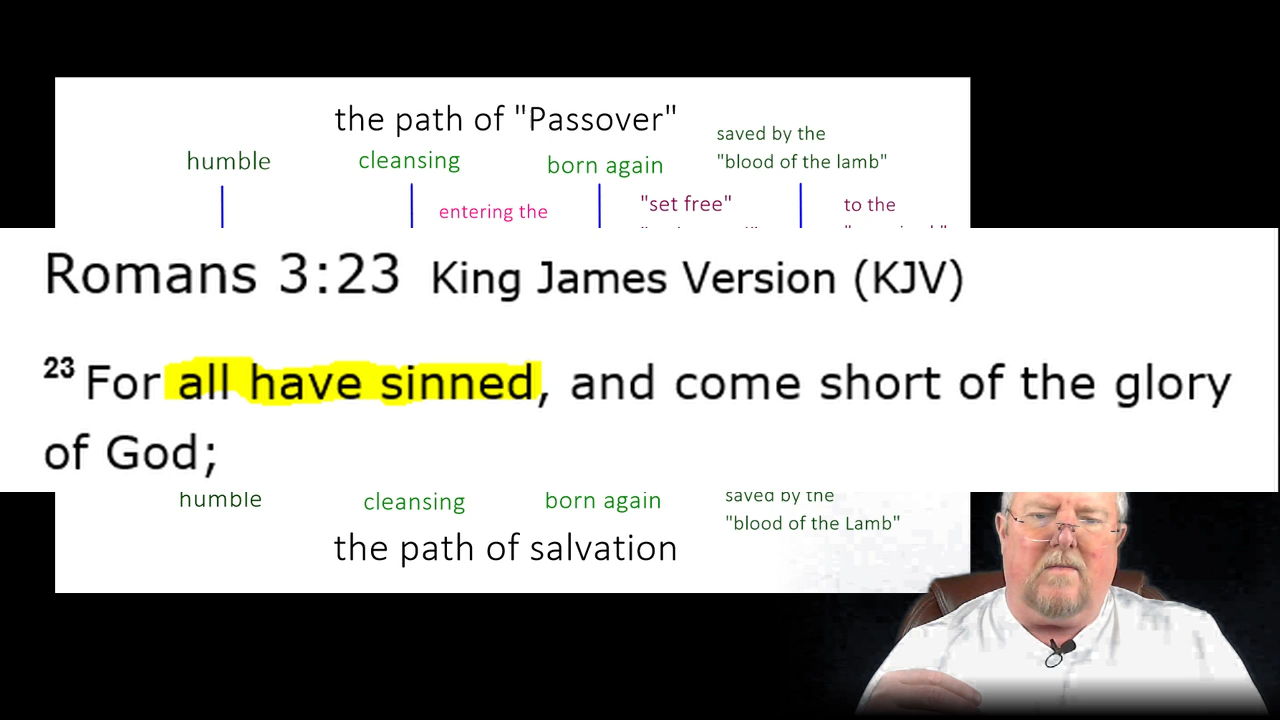 the path of "Passover"
saved by the
humble cleansing born again "blood of the lamb"
entering the "set free" to the
Romans 3:23 King James Version (KJV)
23 For all have sinned, and come short of the glory
of God;
humble cleansing born again saved by the
"blood of the Lamb"
the path of salvation